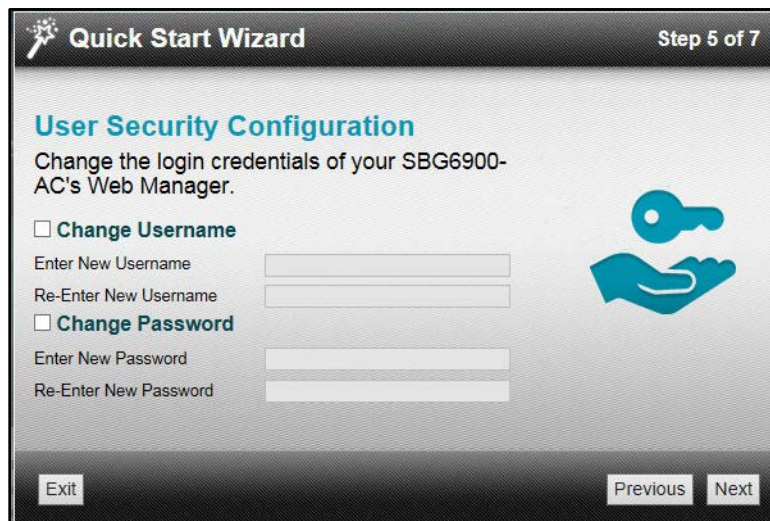 Quick Start Wizard
Step 5 of 7
User Security Configuration
Change the login credentials of your SBG6900-
AC's Web Manager.
Change Username
Enter New Username
Re-Enter New Username
Change Password
Enter New Password
Re-Enter New Password
Exit
Previous
Next